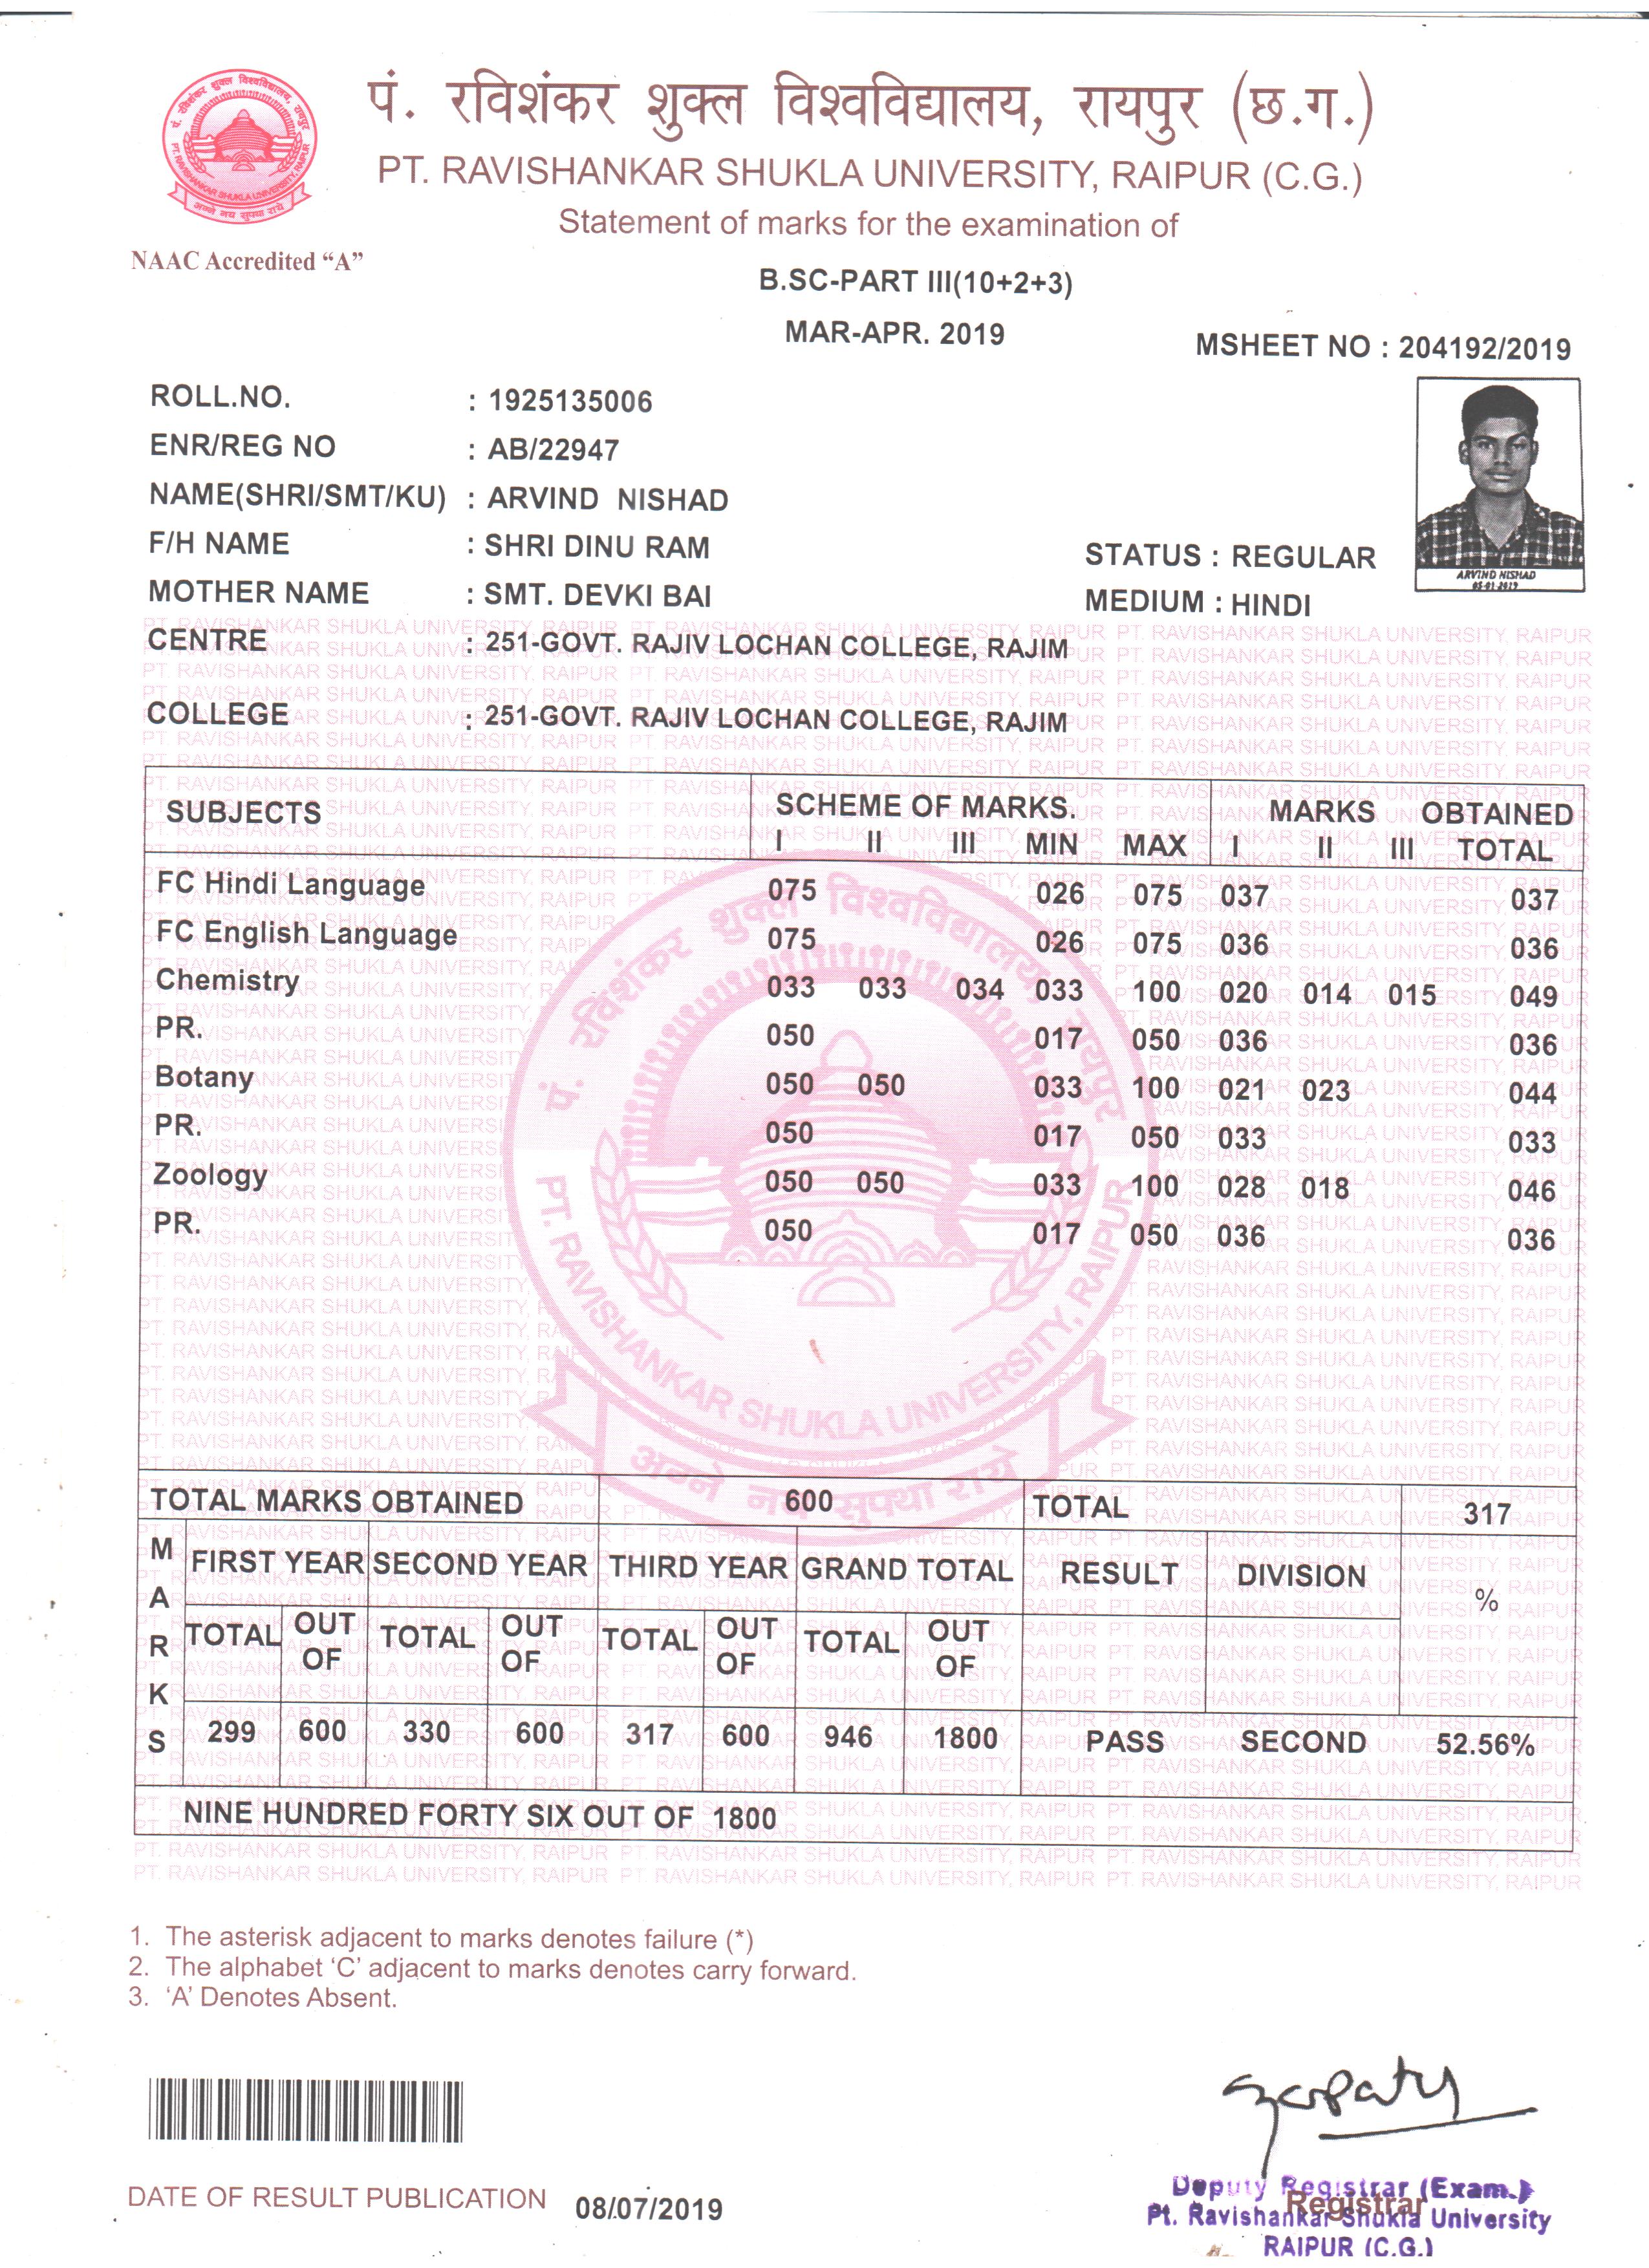 पं. रविशंकर शुक्ल विश्वविद्यालय, रायपुर (छ.ग.)
PT. RAVISHANKAR SHUKLA UNIVERSITY, RAIPUR (C.G.)
Statement of marks for the examination of
NAAC Accredited “A”
B.SC-PART III(10+2+3)
MAR-APR. 2019
MSHEET NO : 204192/2019
ROLL.NO. : 1925135006
ENR/REG NO : AB/22947
NAME(SHRI/SMT/KU) : ARVIND NISHAD
F/H NAME : SHRI DINU RAM
STATUS : REGULAR
ARVIND NISHAD
05-01-2019
MOTHER NAME : SMT. DEVKI BAI
MEDIUM : HINDI
CENTRE : 251-GOVT. RAJIV LOCHAN COLLEGE, RAJIM
COLLEGE : 251-GOVT. RAJIV LOCHAN COLLEGE, RAJIM
SUBJECTS SCHEME OF MARKS. MARKS OBTAINED
I II III MIN MAX I II III TOTAL
FC Hindi Language 075 026 075 037 037
FC English Language 075 026 075 036 036
Chemistry 033 033 034 033 100 020 014 015 049
PR. 050 017 050 036 036
Botany 050 050 033 100 021 023 044
PR. 050 017 050 033 033
Zoology 050 050 033 100 028 018 046
PR. 050 017 050 036 036
TOTAL MARKS OBTAINED 600 TOTAL 317
MARKS FIRST YEAR SECOND YEAR THIRD YEAR GRAND TOTAL RESULT DIVISION %
TOTAL OUT OF TOTAL OUT OF TOTAL OUT OF TOTAL OUT OF
299 600 330 600 317 600 946 1800 PASS SECOND 52.56%
NINE HUNDRED FORTY SIX OUT OF 1800
1. The asterisk adjacent to marks denotes failure (*)
2. The alphabet ‘C’ adjacent to marks denotes carry forward.
3. ‘A’ Denotes Absent.
DATE OF RESULT PUBLICATION 08/07/2019
Deputy Registrar (Exam.)
Registrar
Pt. Ravishankar Shukla University
RAIPUR (C.G.)